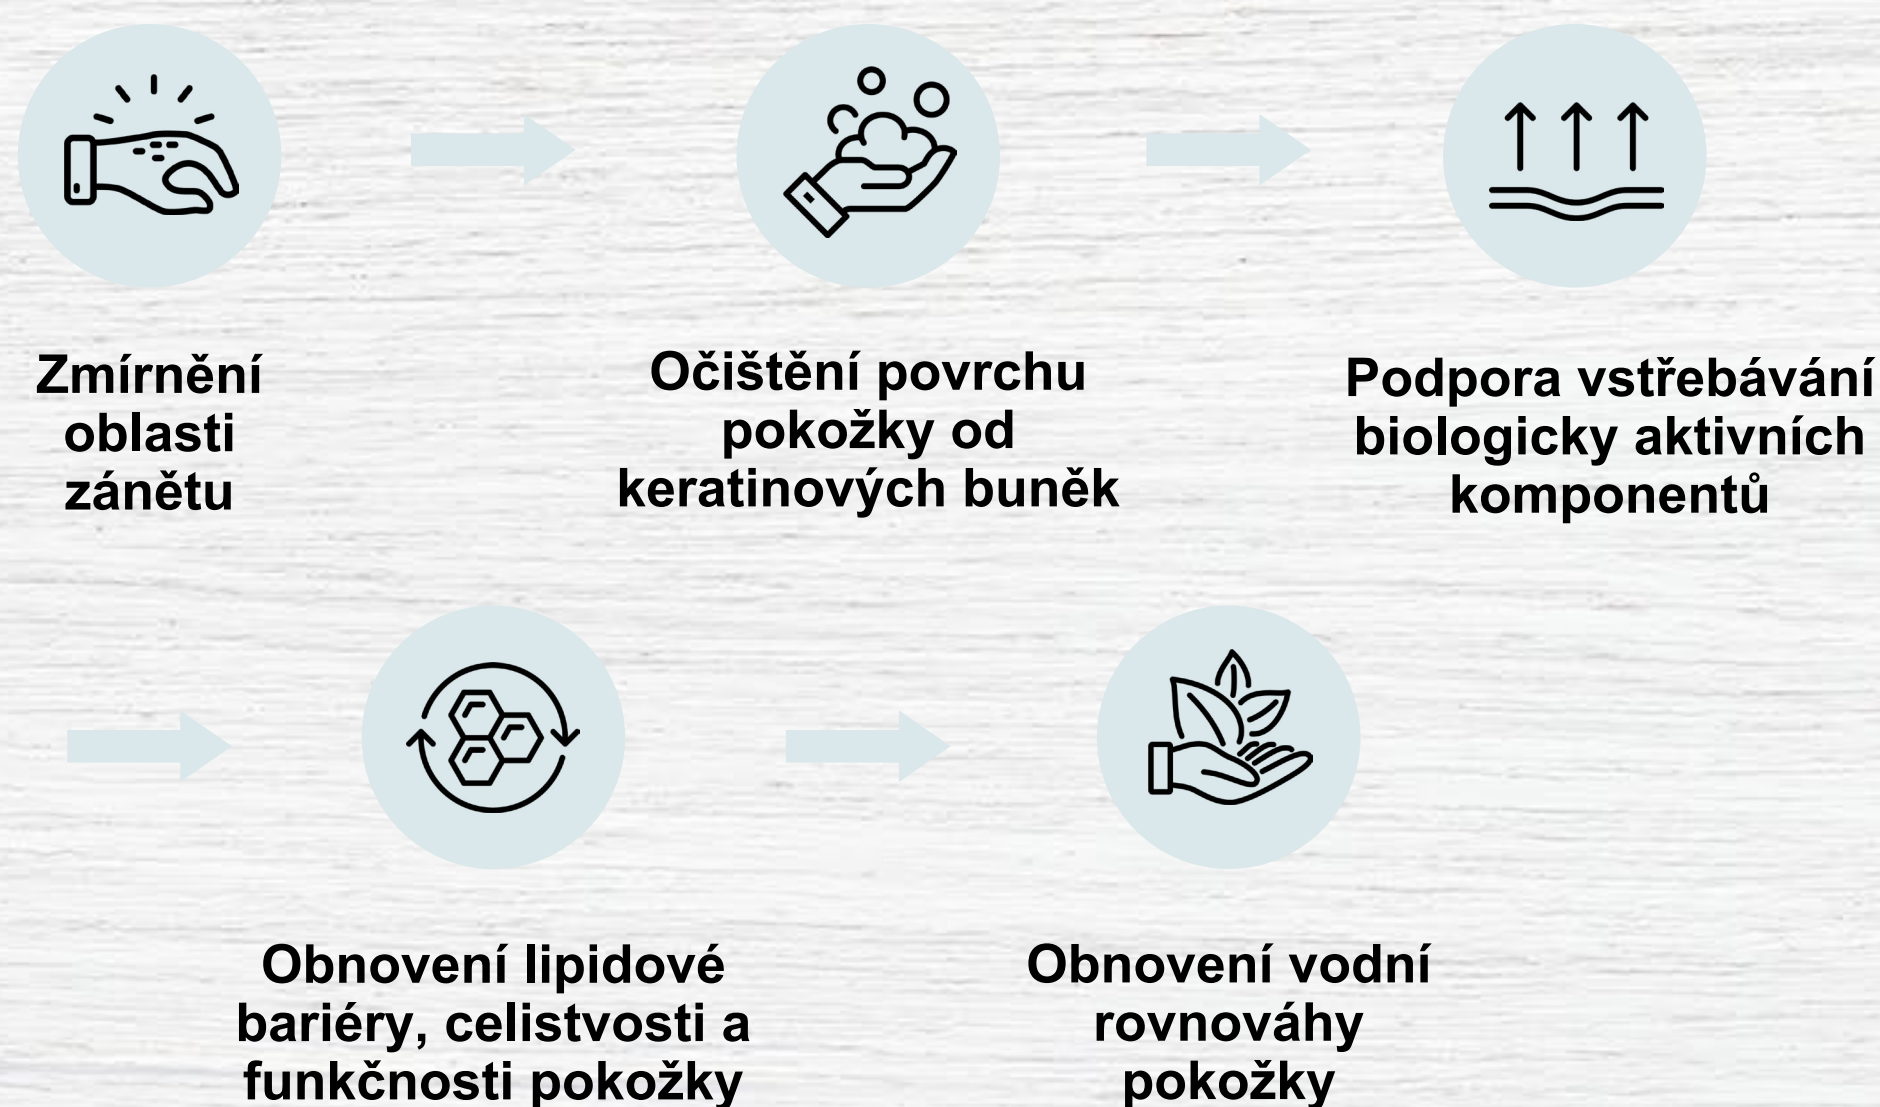 Zmírnění
oblasti
zánětu
Očištění povrchu
pokožky od
keratinových buněk
Podpora vstřebávání
biologicky aktivních
komponentů
Obnovení lipidové
bariéry, celistvosti a
funkčnosti pokožky
Obnovení vodní
rovnováhy
pokožky